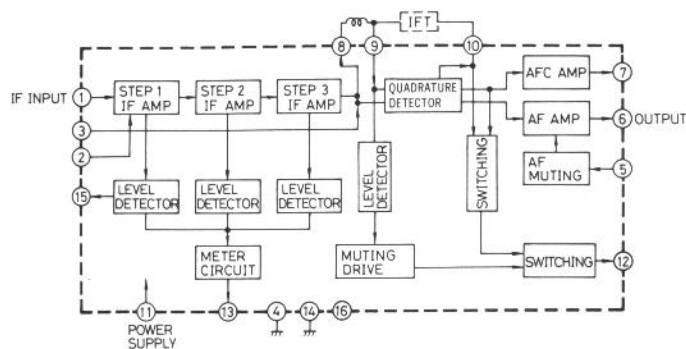 IFT
8
9
10
IF INPUT
1
STEP 1
IF AMP
STEP 2
IF AMP
STEP 3
IF AMP
QUADRATURE
DETECTOR
AFC AMP
7
3
AF AMP
6
OUTPUT
2
LEVEL
DETECTOR
SWITCHING
AF
MUTING
5
15
LEVEL
DETECTOR
LEVEL
DETECTOR
LEVEL
DETECTOR
METER
CIRCUIT
MUTING
DRIVE
SWITCHING
12
11
13
4
14
16
POWER
SUPPLY